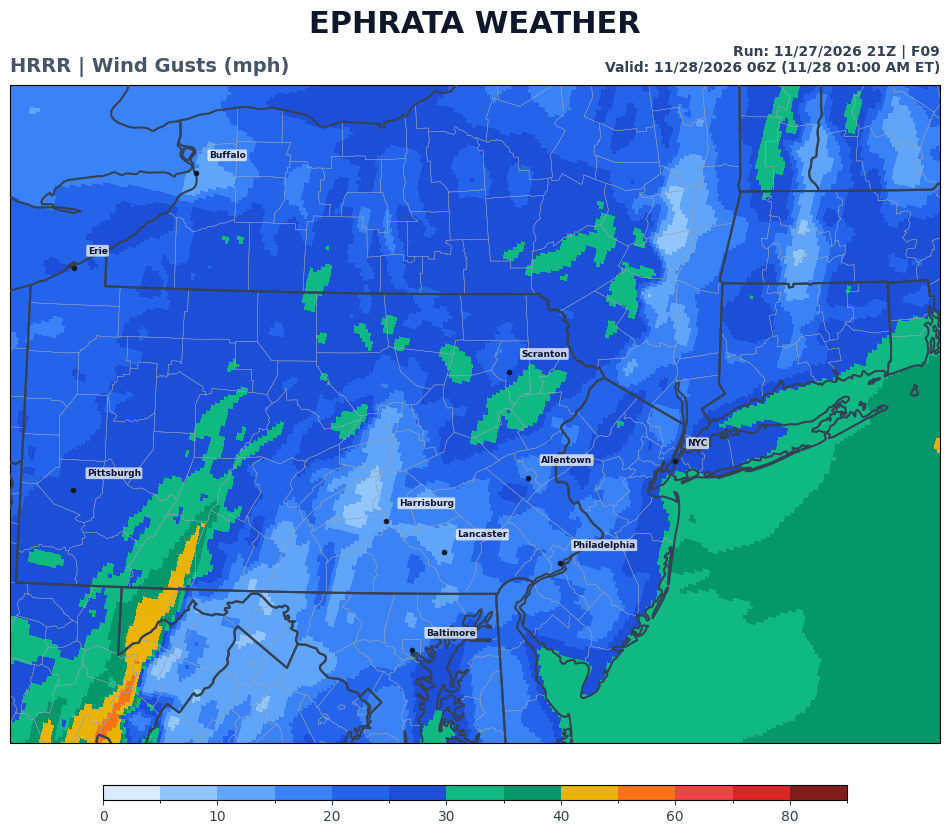 EPHRATA WEATHER
HRRR | Wind Gusts (mph)
Run: 11/27/2026 21Z | F09
Valid: 11/28/2026 06Z (11/28 01:00 AM ET)
Buffalo
Erie
Scranton
NYC
Allentown
Pittsburgh
Harrisburg
Lancaster
Philadelphia
Baltimore
0 10 20 30 40 50 60 70 80